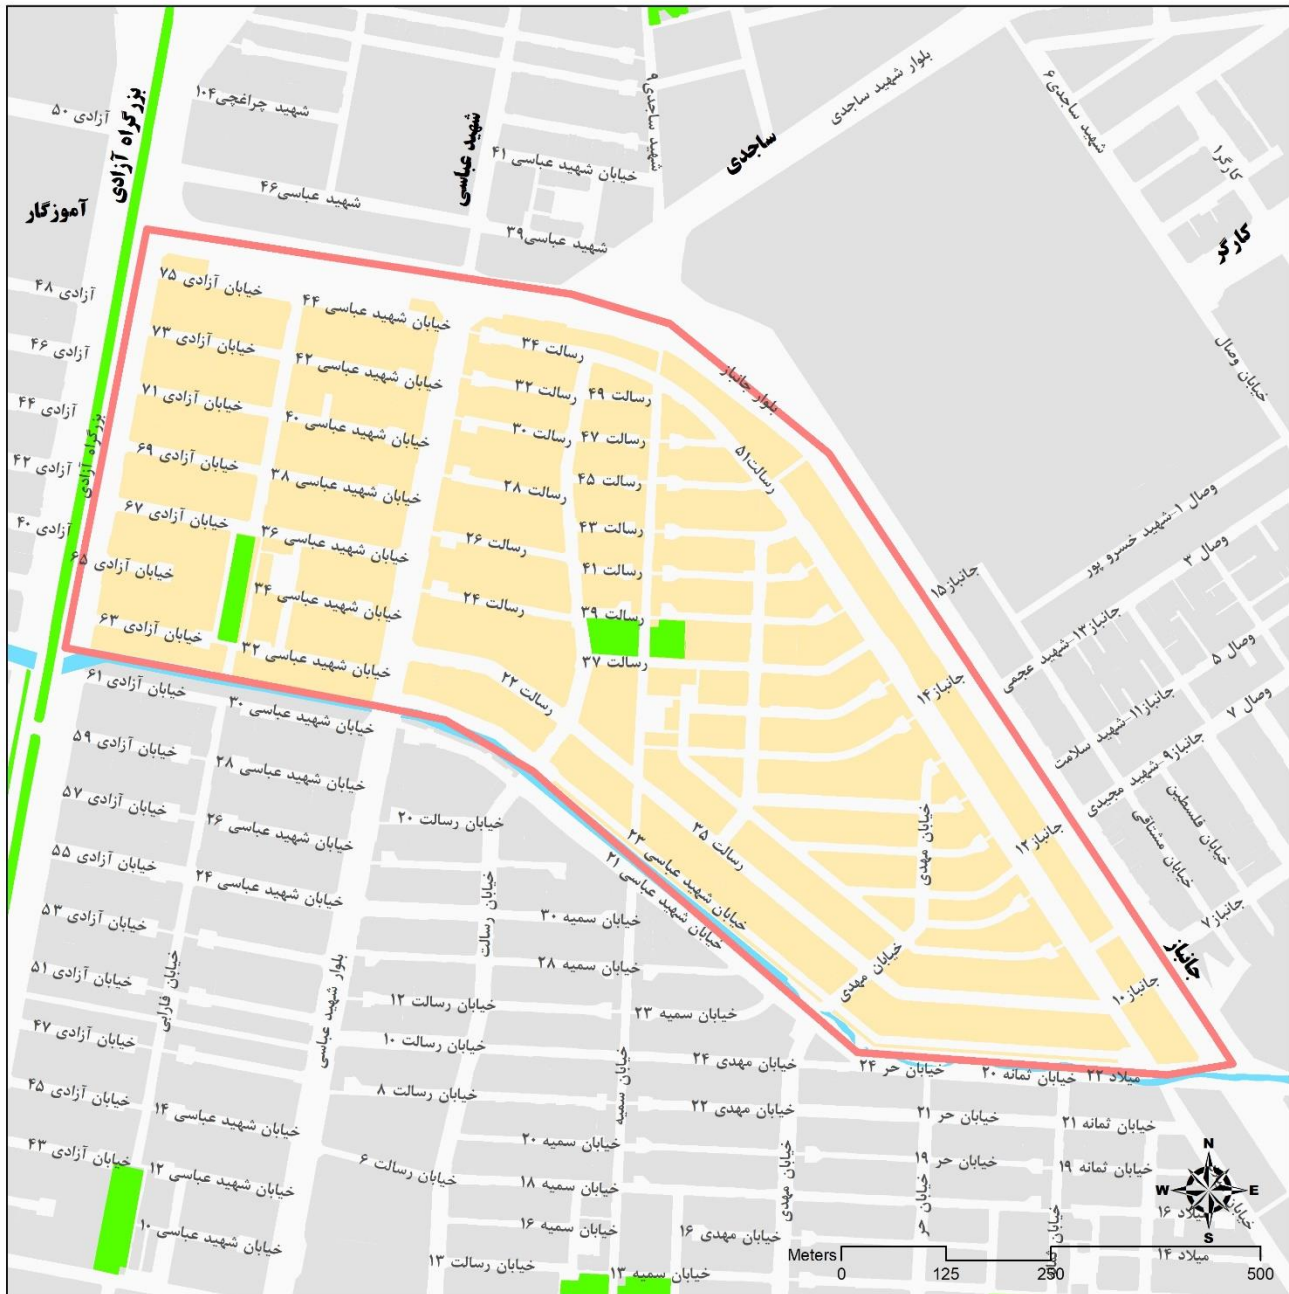 بزرگراه آزادی
آزادی ۵۰
شهید چراغچی۱۰۴
شهید عباسی
خیابان شهید عباسی ۴۱
شهید ساجدی۹
ساجدی
بلوار شهید ساجدی
شهید ساجدی ۶
کارگر۱
کارگر
آموزگار
شهید عباسی۴۶
شهید عباسی۳۹
آزادی ۴۸
آزادی ۴۶
آزادی ۴۴
آزادی ۴۲
آزادی ۴۰
بزرگراه آزادی
خیابان آزادی ۷۵
خیابان آزادی ۷۳
خیابان آزادی ۷۱
خیابان آزادی ۶۹
خیابان آزادی ۶۷
خیابان آزادی ۶۵
خیابان آزادی ۶۳
خیابان شهید عباسی ۴۴
خیابان شهید عباسی ۴۲
خیابان شهید عباسی ۴۰
خیابان شهید عباسی ۳۸
خیابان شهید عباسی ۳۶
خیابان شهید عباسی ۳۴
خیابان شهید عباسی ۳۲
رسالت ۳۴
رسالت ۳۲
رسالت ۳۰
رسالت ۲۸
رسالت ۲۶
رسالت ۲۴
رسالت ۲۲
رسالت ۴۹
رسالت ۴۷
رسالت ۴۵
رسالت ۴۳
رسالت ۴۱
رسالت ۳۹
رسالت ۳۷
رسالت۵۱
رسالت ۳۵
بلوار جانباز
خیابان وصال
وصال ۱-شهید خسرو پور
وصال ۳
وصال ۵
وصال ۷
جانباز۱۵
جانباز۱۳-شهید عجمی
جانباز۱۱-شهید سلامت
جانباز۹-شهید مجیدی
خیابان فلسطین
خیابان مشتاقی
جانباز۷
جانباز
جانباز۱۴
جانباز۱۲
جانباز۱۰
خیابان مهدی
خیابان مهدی
خیابان شهید عباسی ۲۳
خیابان شهید عباسی ۲۱
خیابان آزادی ۶۱
خیابان آزادی ۵۹
خیابان آزادی ۵۷
خیابان آزادی ۵۵
خیابان آزادی ۵۳
خیابان آزادی ۵۱
خیابان آزادی ۴۷
خیابان آزادی ۴۵
خیابان آزادی ۴۳
خیابان شهید عباسی ۳۰
خیابان شهید عباسی ۲۸
خیابان شهید عباسی ۲۶
خیابان شهید عباسی ۲۴
خیابان فارابی
بلوار شهید عباسی
خیابان شهید عباسی ۱۴
خیابان شهید عباسی ۱۲
خیابان شهید عباسی ۱۰
خیابان رسالت ۲۰
خیابان رسالت
خیابان رسالت ۱۲
خیابان رسالت ۱۰
خیابان رسالت ۸
خیابان رسالت ۶
خیابان رسالت ۱۳
خیابان سمیه ۳۰
خیابان سمیه ۲۸
خیابان سمیه ۲۳
خیابان سمیه
خیابان سمیه ۲۰
خیابان سمیه ۱۸
خیابان سمیه ۱۶
خیابان سمیه ۱۳
خیابان مهدی ۲۴
خیابان مهدی ۲۲
خیابان مهدی
خیابان مهدی ۱۶
خیابان حر ۲۴
خیابان حر ۲۱
خیابان حر ۱۹
خیابان حر
خیابان ثمانه ۲۰
خیابان ثمانه ۲۱
خیابان ثمانه ۱۹
میلاد ۲۲
میلاد ۱۶
میلاد ۱۴
خیابان
N
W
E
S
Meters
0
125
250
500